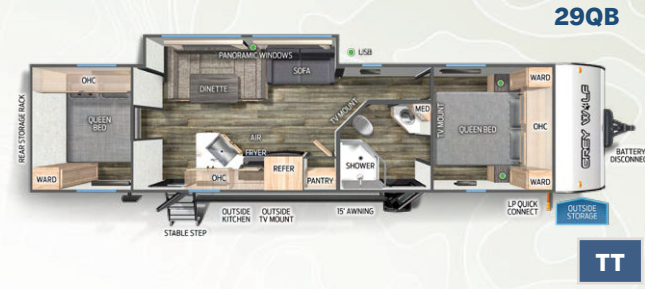 29QB
USB
PANORAMIC WINDOWS
SOFA
DINETTE
OHC
QUEEN
BED
WARD
REAR STORAGE RACK
AIR
FRYER
OHC
REFER
PANTRY
TV MOUNT
MED
SHOWER
TV MOUNT
QUEEN BED
WARD
OHC
WARD
GREY WOLF
BATTERY
DISCONNE
LP QUICK
CONNECT
OUTSIDE
STORAGE
STABLE STEP
OUTSIDE
KITCHEN
OUTSIDE
TV MOUNT
15' AWNING
TT